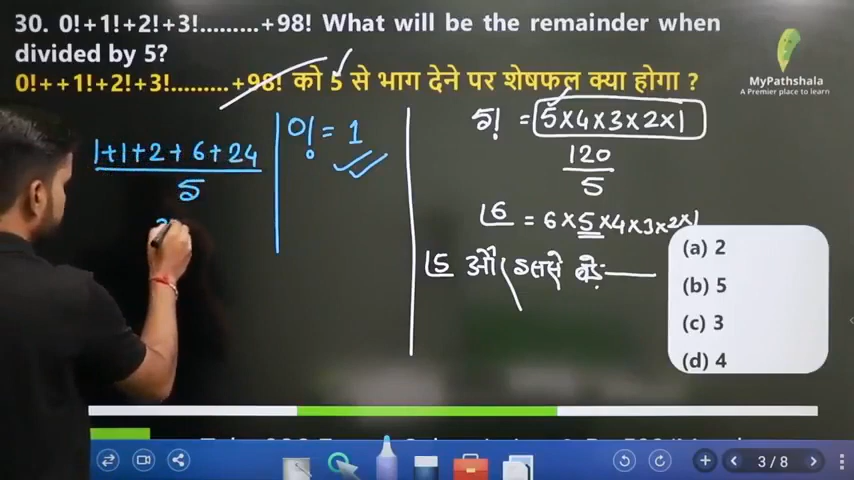 30. 0!+1!+2!+3!.........+98! What will be the remainder when
divided by 5?
0!++1!+2!+3!.........+98! को 5 से भाग देने पर शेषफल क्या होगा ?
MyPathshala
A Premier place to learn
1+1+2+6+24
5
0! = 1
5! = 5×4×3×2×1
120
5
6 = 6×5×4×3×2×1
5 और इससे बड़े
(a) 2
(b) 5
(c) 3
(d) 4
3/8